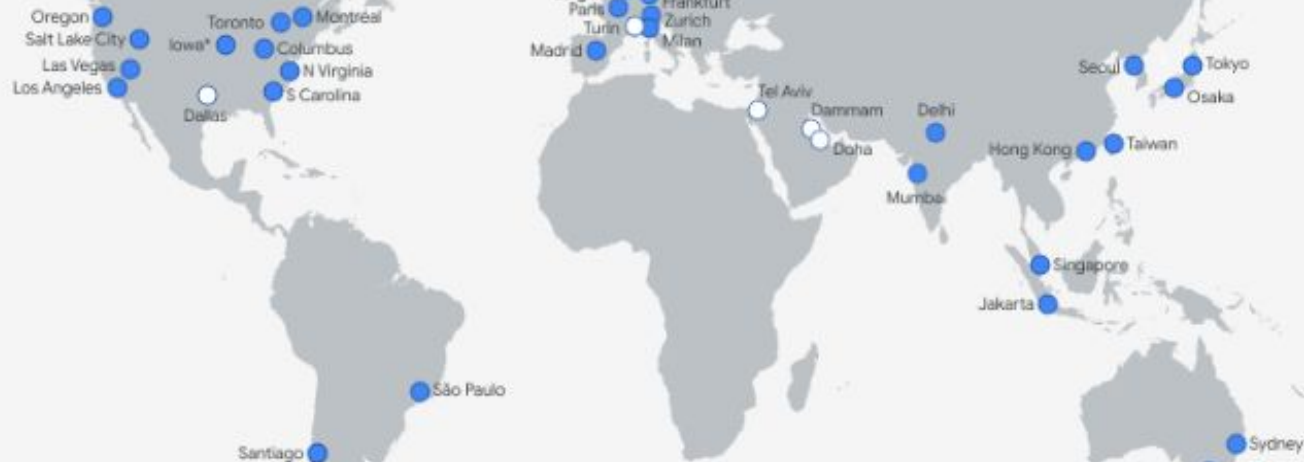 Oregon
Toronto
Montréal
Salt Lake City
Iowa*
Columbus
Las Vegas
N Virginia
Los Angeles
S Carolina
Dallas
São Paulo
Santiago
Paris
Frankfurt
Turin
Zurich
Milan
Madrid
Tel Aviv
Dammam
Doha
Delhi
Mumbai
Seoul
Tokyo
Osaka
Hong Kong
Taiwan
Singapore
Jakarta
Sydney